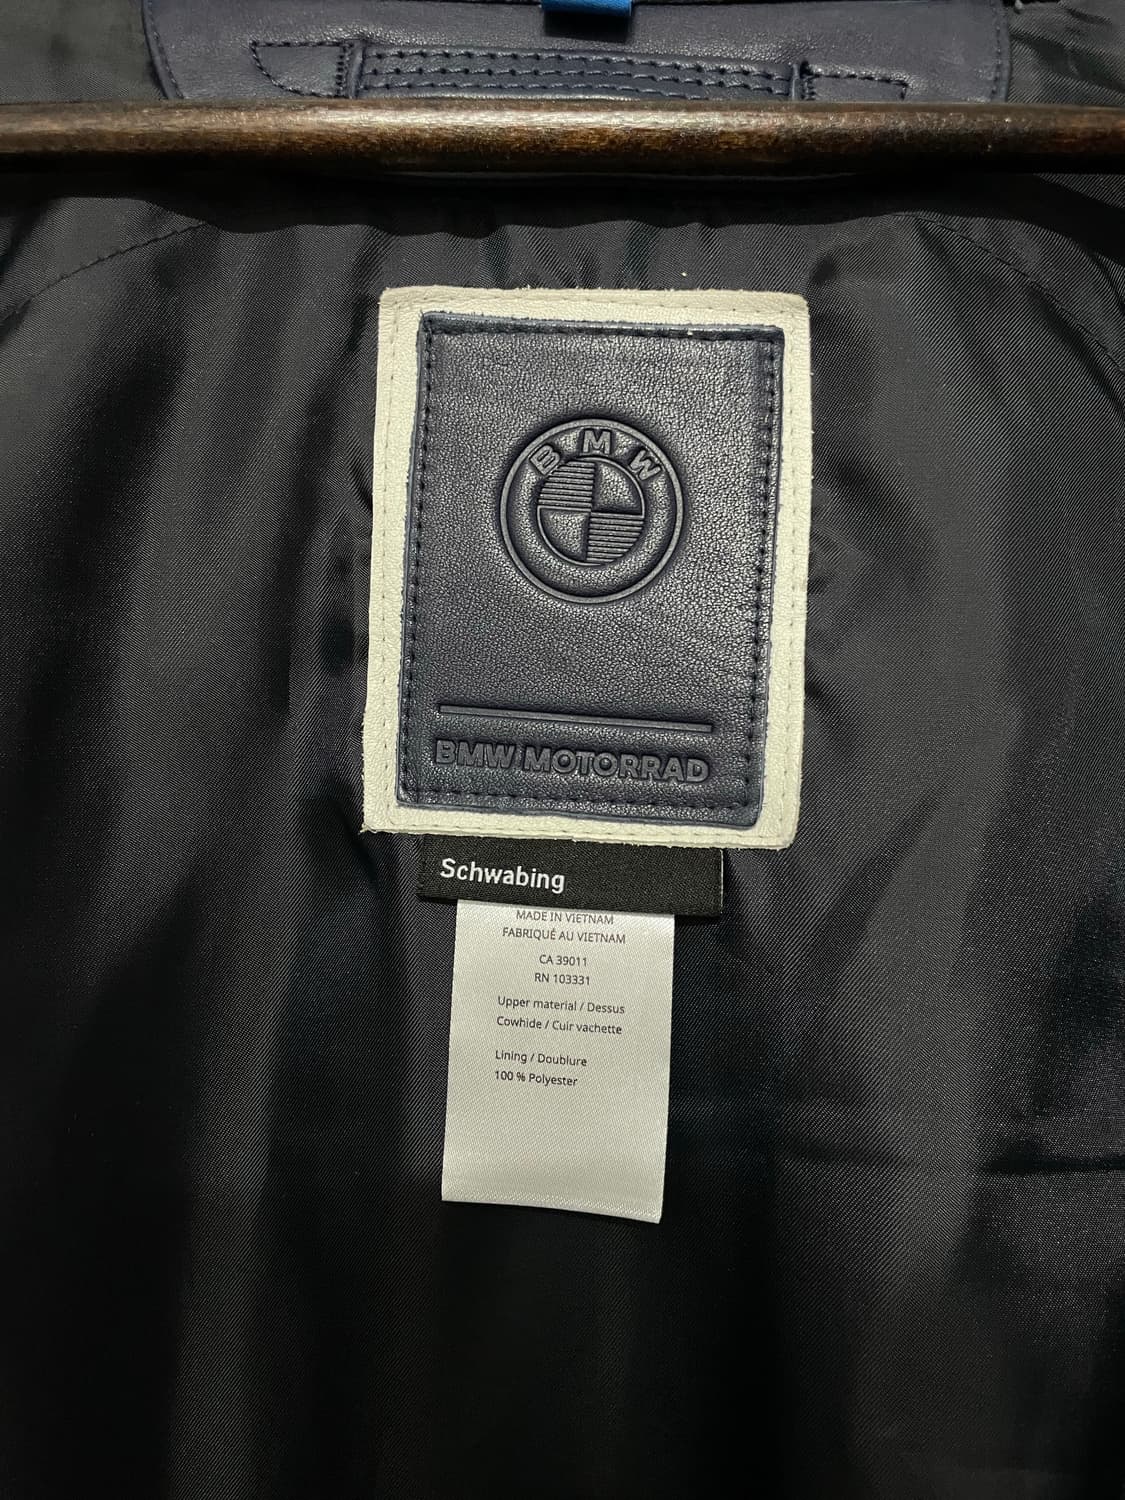 BMW
BMW MOTORRAD
Schwabing
MADE IN VIETNAM
FABRIQUÉ AU VIETNAM
CA 39011
RN 103331
Upper material / Dessus
Cowhide / Cuir vachette
Lining / Doublure
100 % Polyester